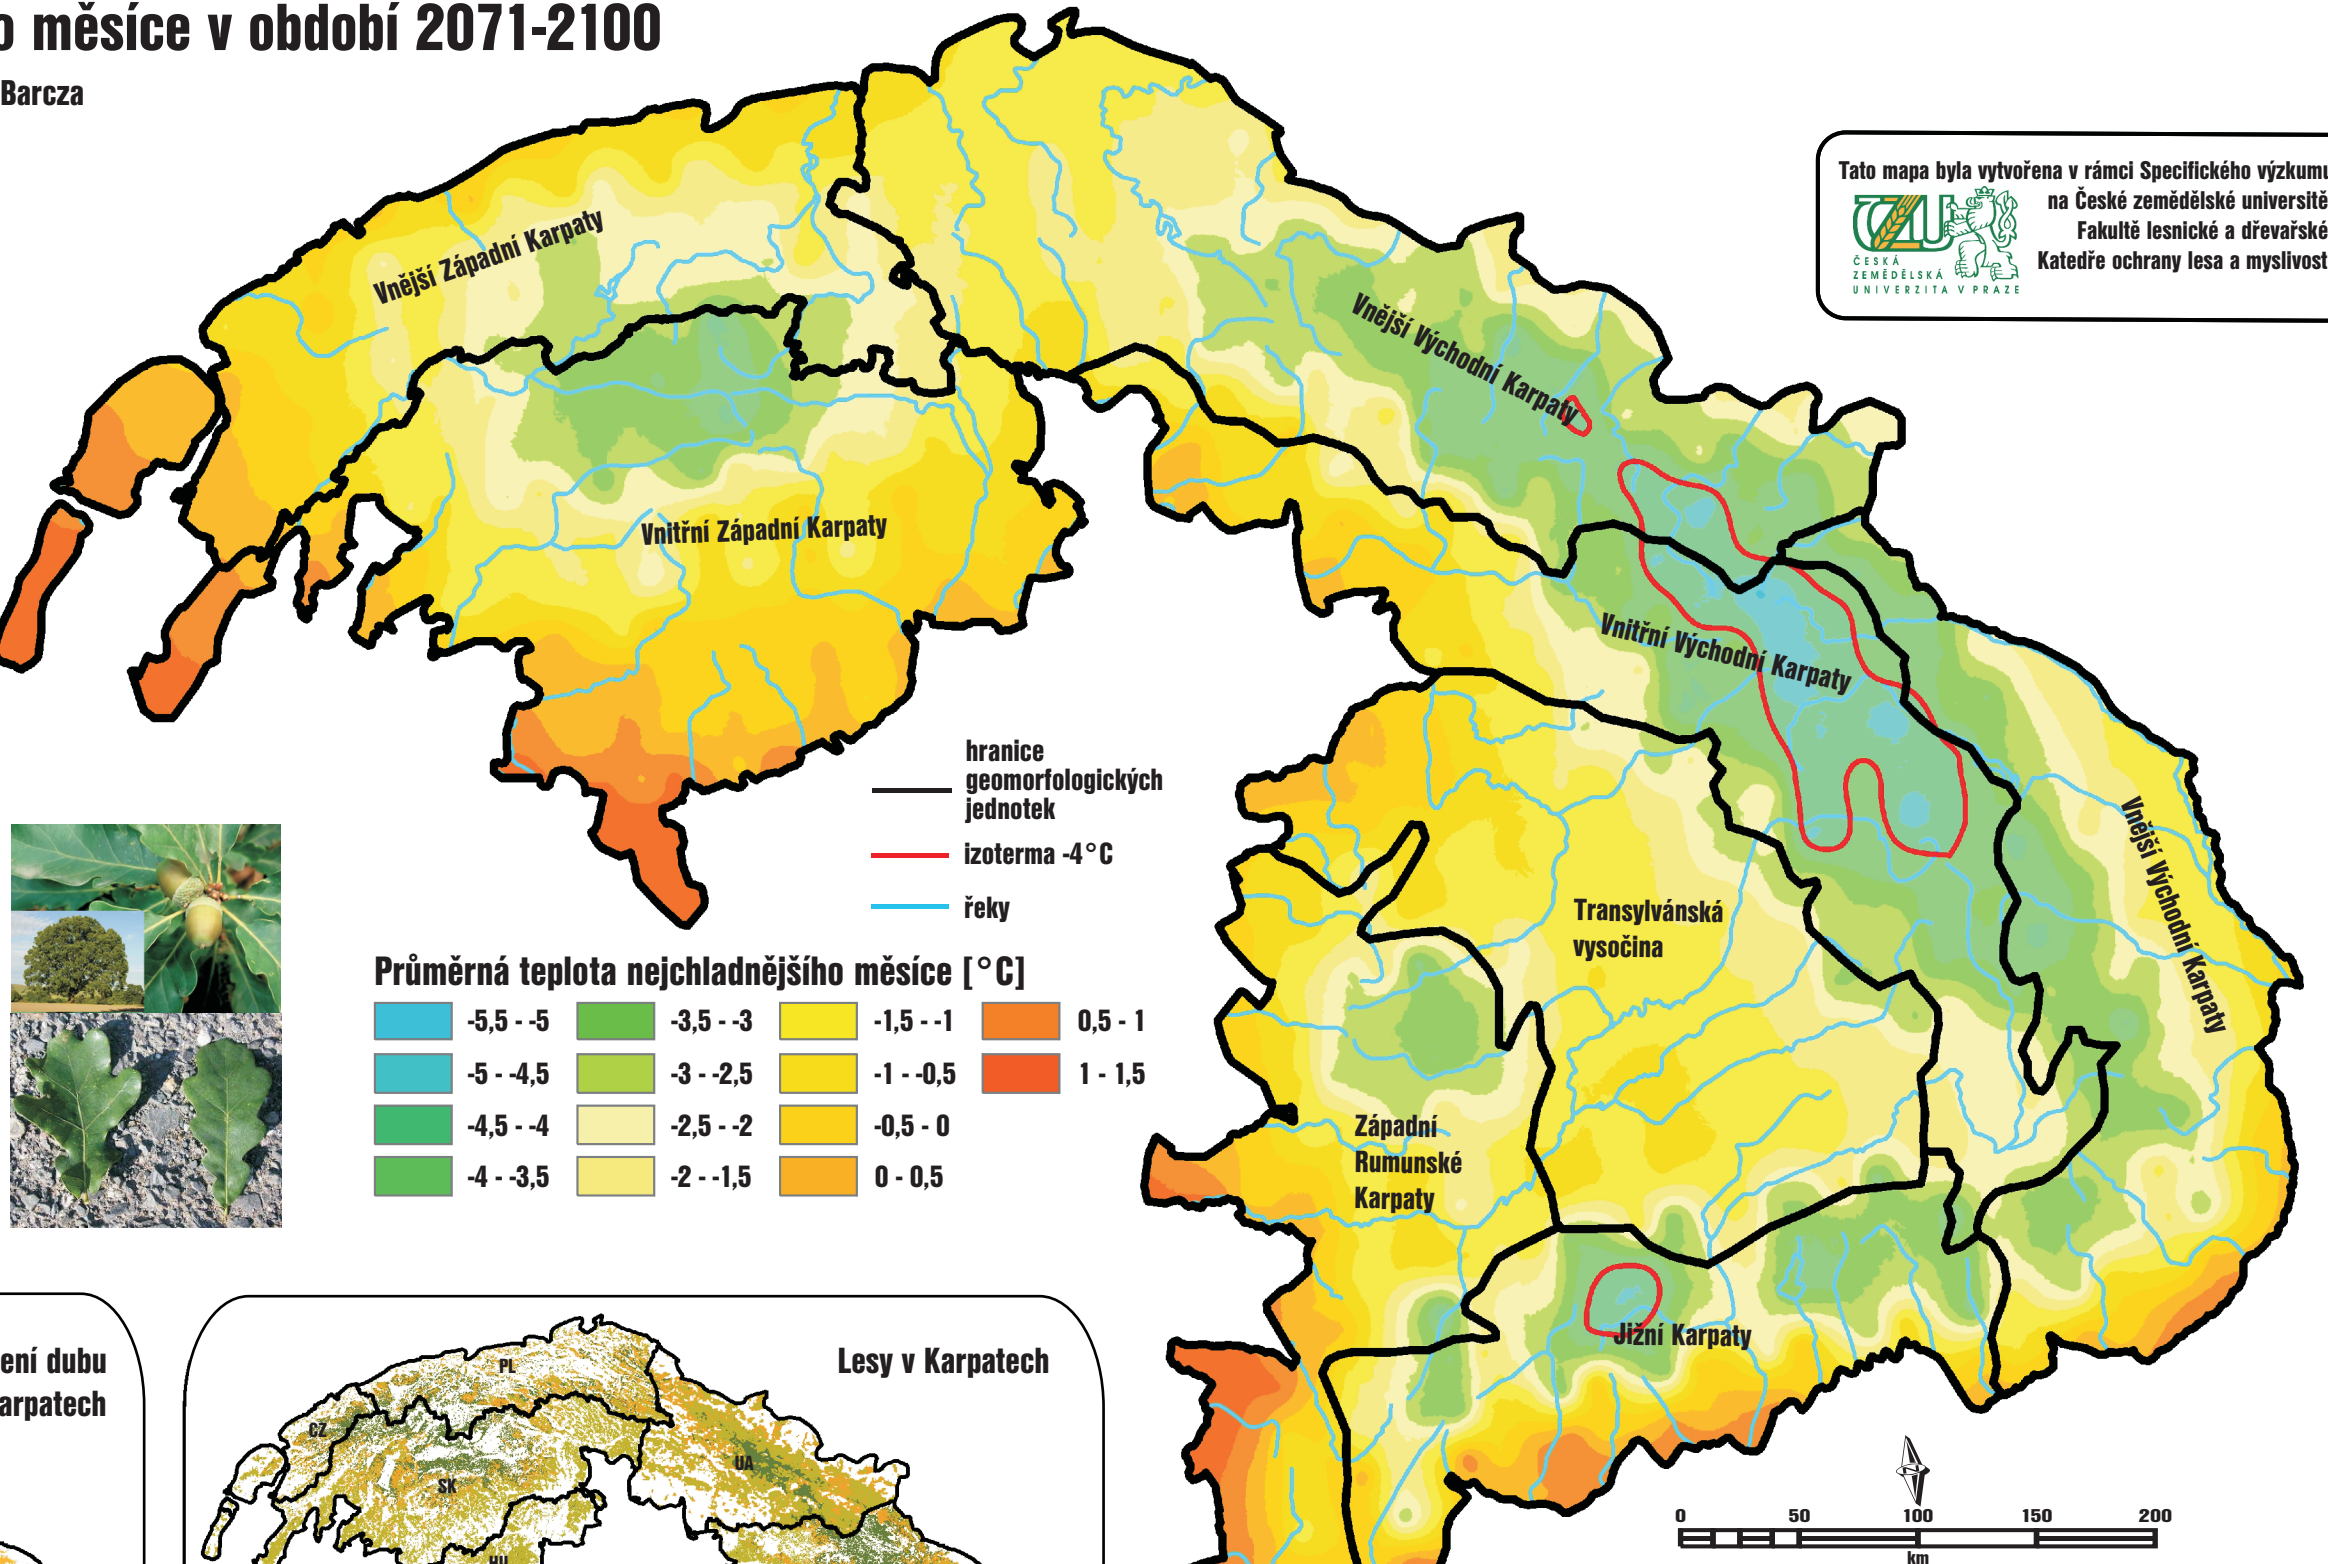 o měsíce v období 2071-2100
Barcza
Tato mapa byla vytvořena v rámci Specifického výzkumu
na České zemědělské universitě
Fakultě lesnické a dřevařské
Katedře ochrany lesa a myslivost
ČZU
ČESKÁ
ZEMĚDĚLSKÁ
UNIVERZITA V PRAZE
Vnější Západní Karpaty
Vnější Východní Karpaty
Vnitřní Západní Karpaty
Vnitřní Východní Karpaty
Vnější Východní Karpaty
Transylvánská
vysočina
Západní
Rumunské
Karpaty
Jižní Karpaty
hranice
geomorfologických
jednotek
izoterma -4°C
řeky
Průměrná teplota nejchladnějšího měsíce [°C]
-5,5 - -5
-5 - -4,5
-4,5 - -4
-4 - -3,5
-3,5 - -3
-3 - -2,5
-2,5 - -2
-2 - -1,5
-1,5 - -1
-1 - -0,5
-0,5 - 0
0 - 0,5
0,5 - 1
1 - 1,5
ení dubu
arpatech
Lesy v Karpatech
PL
CZ
SK
UA
HU
N
0 50 100 150 200
km